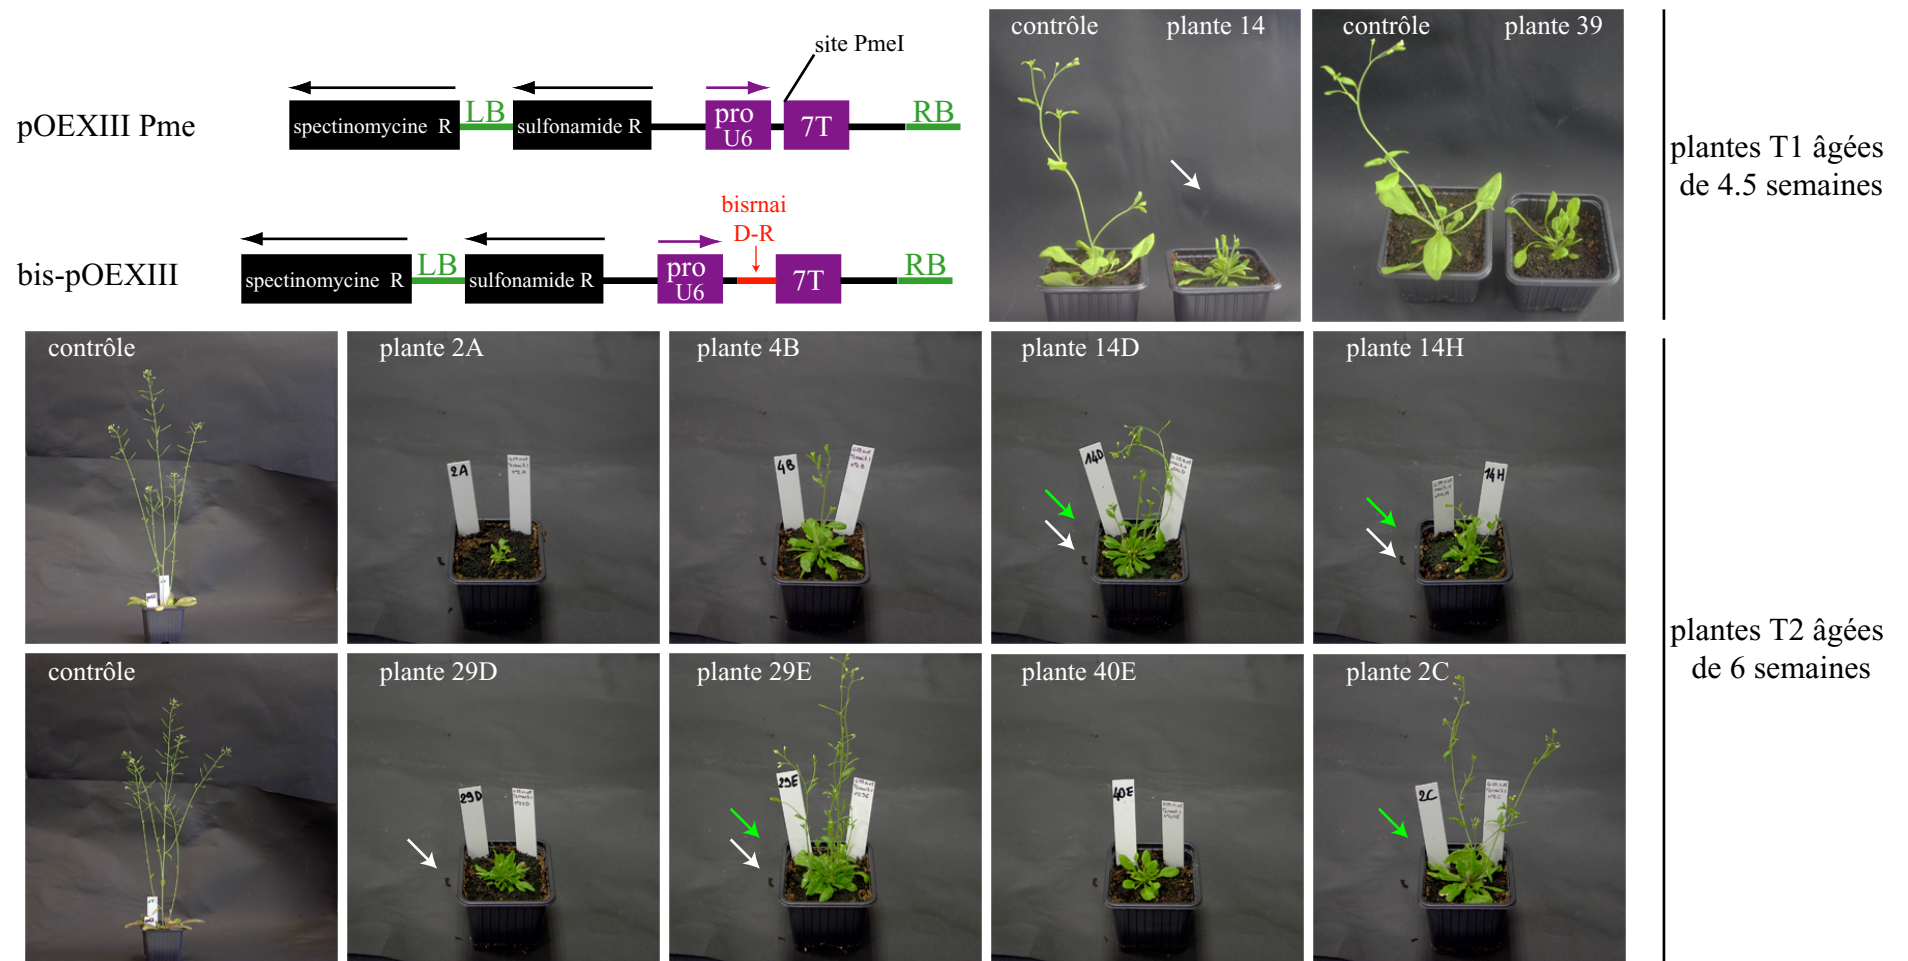 site PmeI
pOEXIII Pme
spectinomycine R
LB
sulfonamide R
pro
U6
7T
RB
bisrnai
D-R
bis-pOEXIII
spectinomycine R
LB
sulfonamide R
pro
U6
7T
RB
contrôle plante 14
contrôle plante 39
plantes T1 âgées
de 4.5 semaines
contrôle
plante 2A
2A
plante 4B
4B
plante 14D
14D
plante 14H
14H
contrôle
plante 29D
29D
plante 29E
29E
plante 40E
40E
plante 2C
2C
plantes T2 âgées
de 6 semaines